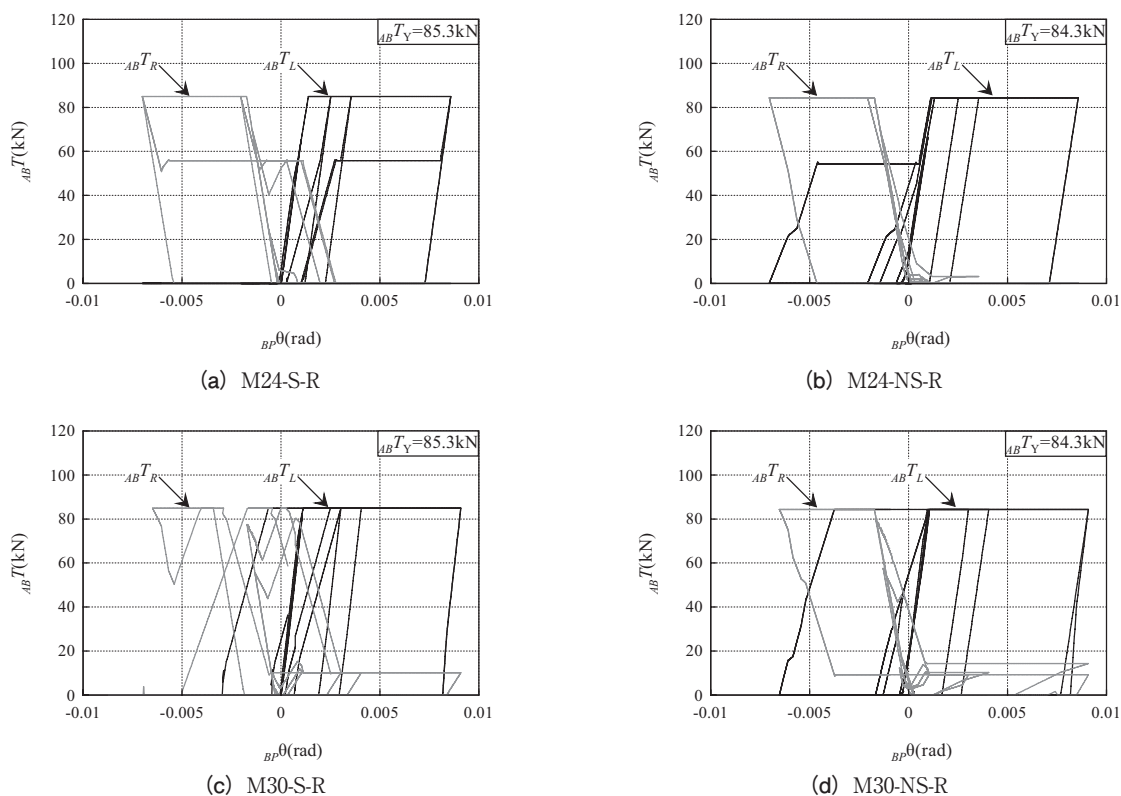 120
100
80
60
40
20
0
ABT(kN)
ABTR
ABTL
ABTY=85.3kN
-0.01 -0.005 0 0.005 0.01
BPθ(rad)
(a) M24-S-R
120
100
80
60
40
20
0
ABT(kN)
ABTR
ABTL
ABTY=84.3kN
-0.01 -0.005 0 0.005 0.01
BPθ(rad)
(b) M24-NS-R
120
100
80
60
40
20
0
ABT(kN)
ABTR
ABTL
ABTY=85.3kN
-0.01 -0.005 0 0.005 0.01
BPθ(rad)
(c) M30-S-R
120
100
80
60
40
20
0
ABT(kN)
ABTR
ABTL
ABTY=84.3kN
-0.01 -0.005 0 0.005 0.01
BPθ(rad)
(d) M30-NS-R